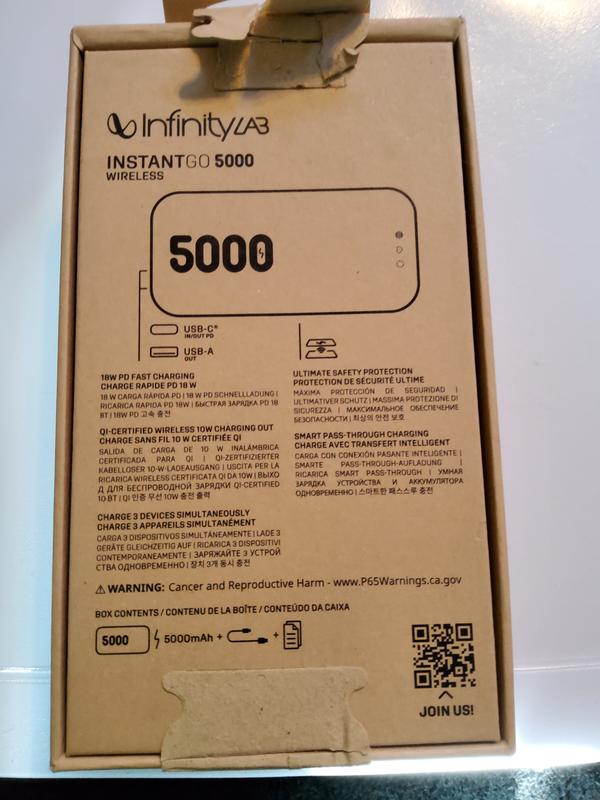 InfinityLAB
INSTANTGO 5000
WIRELESS
5000
USB-C®
IN/OUT PD
USB-A
OUT
18W PD FAST CHARGING
CHARGE RAPIDE PD 18 W
18 W CARGA RÁPIDA PD | 18 W PD SCHNELLLADUNG |
RICARICA RAPIDA PD 18W | БЫСТРАЯ ЗАРЯДКА PD 18
ВТ | 18W PD 고속 충전
QI-CERTIFIED WIRELESS 10W CHARGING OUT
CHARGE SANS FIL 10 W CERTIFIÉE QI
SALIDA DE CARGA DE 10 W INALÁMBRICA
CERTIFICADA PARA QI | QI-ZERTIFIZIERTER
KABELLOSER 10-W-LADEAUSGANG | USCITA PER LA
RICARICA WIRELESS CERTIFICATA QI DA 10W | ВЫХО
Д ДЛЯ БЕСПРОВОДНОЙ ЗАРЯДКИ QI-CERTIFIED
10 ВТ | QI 인증 무선 10W 충전 출력
CHARGE 3 DEVICES SIMULTANEOUSLY
CHARGE 3 APPAREILS SIMULTANÉMENT
CARGA 3 DISPOSITIVOS SIMULTÁNEAMENTE | LADE 3
GERÄTE GLEICHZEITIG AUF | RICARICA 3 DISPOSITIVI
CONTEMPORANEAMENTE | ЗАРЯЖАЙТЕ 3 УСТРОЙ
СТВА ОДНОВРЕМЕННО | 장치 3개 동시 충전
ULTIMATE SAFETY PROTECTION
PROTECTION DE SÉCURITÉ ULTIME
MÁXIMA PROTECCIÓN DE SEGURIDAD |
ULTIMATIVER SCHUTZ | MASSIMA PROTEZIONE DI
SICUREZZA | МАКСИМАЛЬНОЕ ОБЕСПЕЧЕНИЕ
БЕЗОПАСНОСТИ | 최상의 안전 보호
SMART PASS-THROUGH CHARGING
CHARGE AVEC TRANSFERT INTELLIGENT
CARGA CON CONEXIÓN PASANTE INTELIGENTE |
SMARTE PASS-THROUGH-AUFLADUNG |
RICARICA SMART PASS-THROUGH | УМНАЯ
ЗАРЯДКА УСТРОЙСТВА И АККУМУЛЯТОРА
ОДНОВРЕМЕННО | 스마트한 패스스루 충전
WARNING: Cancer and Reproductive Harm - www.P65Warnings.ca.gov
BOX CONTENTS / CONTENU DE LA BOÎTE / CONTEÚDO DA CAIXA
5000 5000mAh + +
JOIN US!